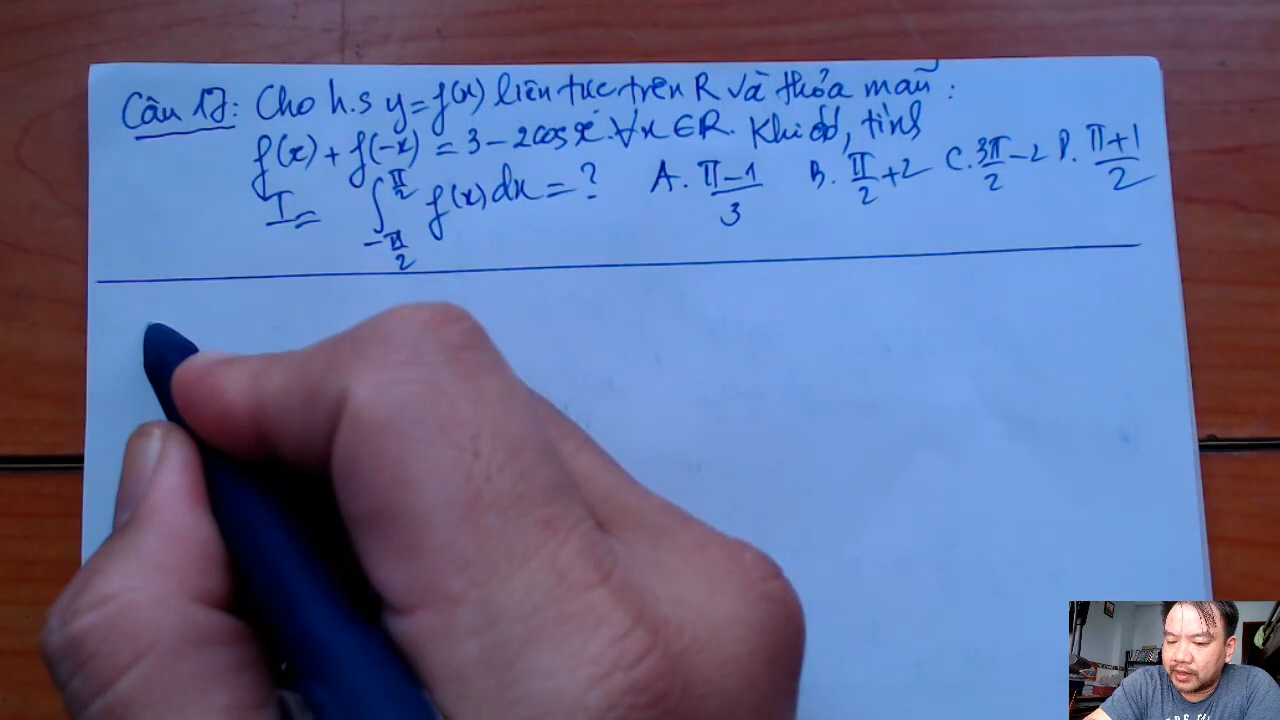 Câu 17: Cho h.s y=f(x) liên tục trên R và thỏa mãn:
f(x)+f(-x) = 3-2cosx. ∀x∈R. Khi đó, tính
I = ∫_{-π/2}^{π/2} f(x)dx = ? A. (π-1)/3 B. π/2+2 C. 3π/2-2 D. (π+1)/2